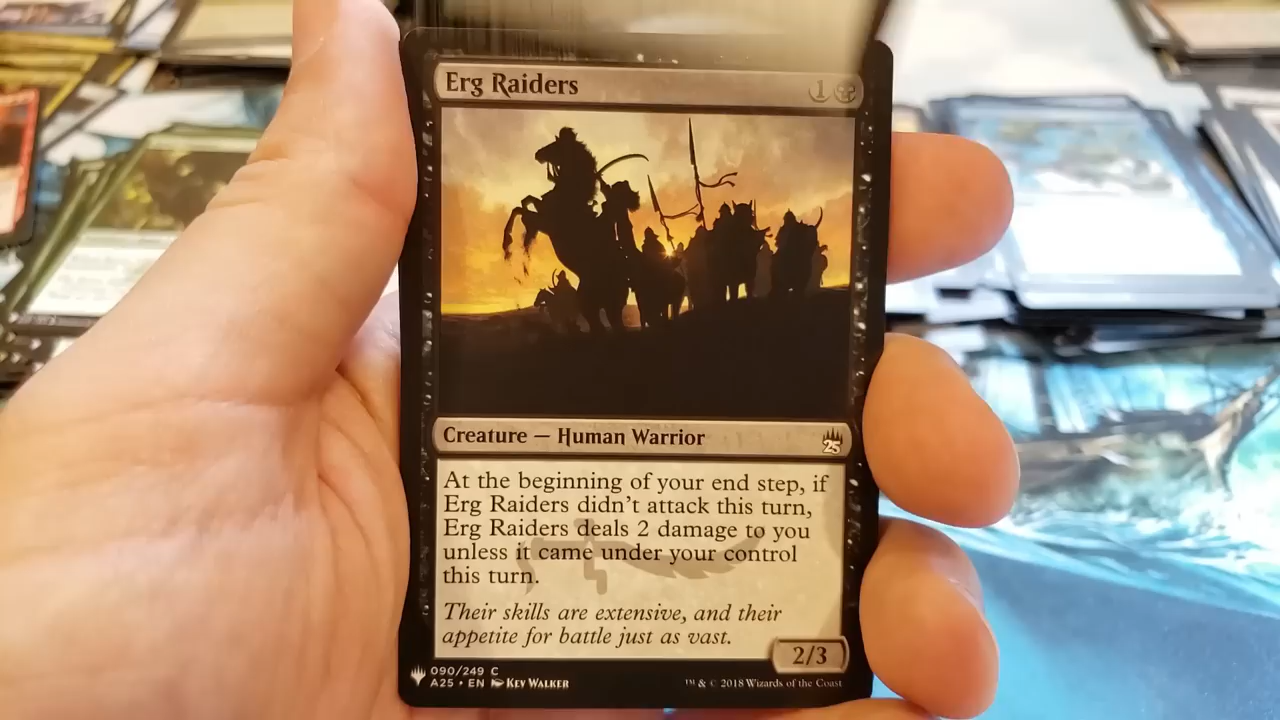 Erg Raiders 1
Creature — Human Warrior
25
At the beginning of your end step, if
Erg Raiders didn't attack this turn,
Erg Raiders deals 2 damage to you
unless it came under your control
this turn.
Their skills are extensive, and their
appetite for battle just as vast.
2/3
090/249 C
A25 • EN Kev Walker
™ & © 2018 Wizards of the Coast